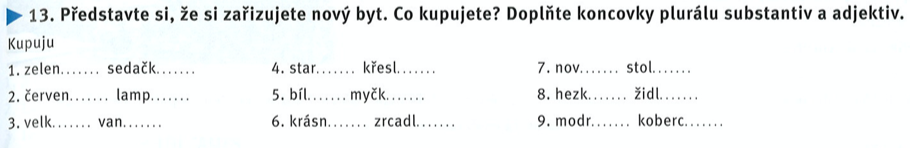 ▶ 13. Představte si, že si zařizujete nový byt. Co kupujete? Doplňte koncovky plurálu substantiv a adjektiv.
Kupuju
1. zelen....... sedačk....... 4. star....... křesl....... 7. nov....... stol.......
2. červen....... lamp....... 5. bíl....... myčk....... 8. hezk....... židl.......
3. velk....... van....... 6. krásn....... zrcadl....... 9. modr....... koberc.......